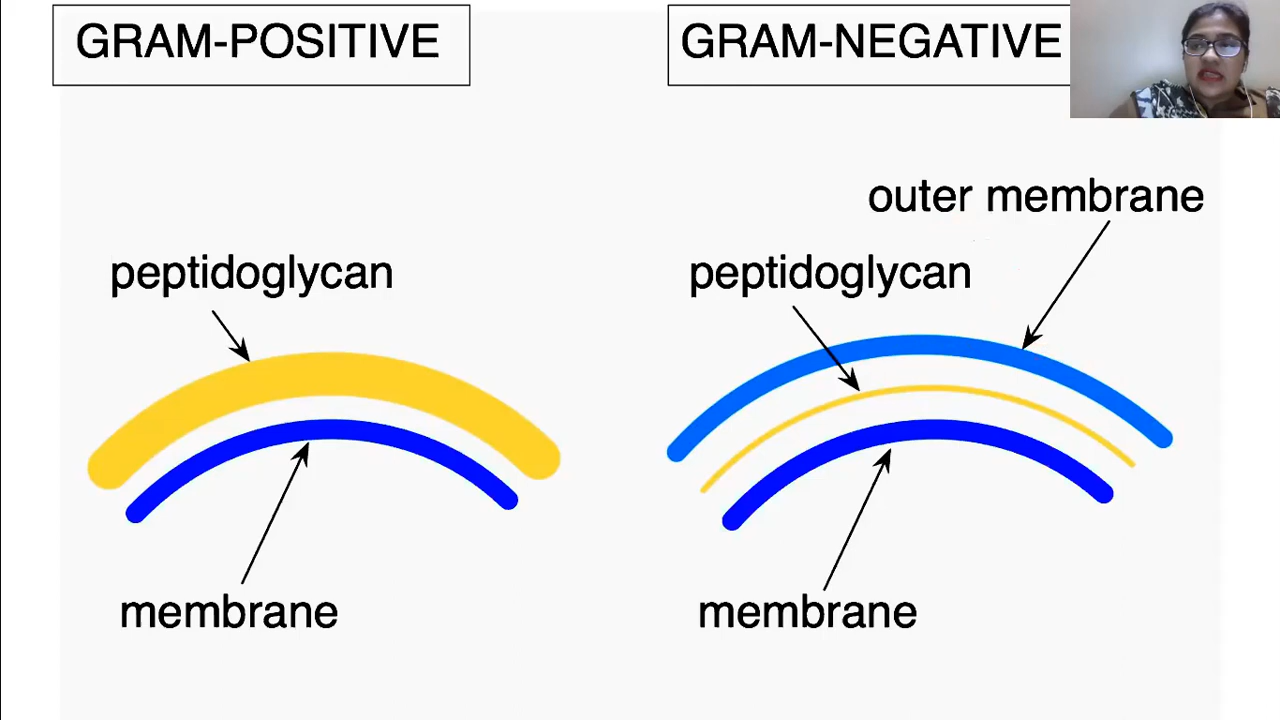 GRAM-POSITIVE
GRAM-NEGATIVE
outer membrane
peptidoglycan
peptidoglycan
membrane
membrane